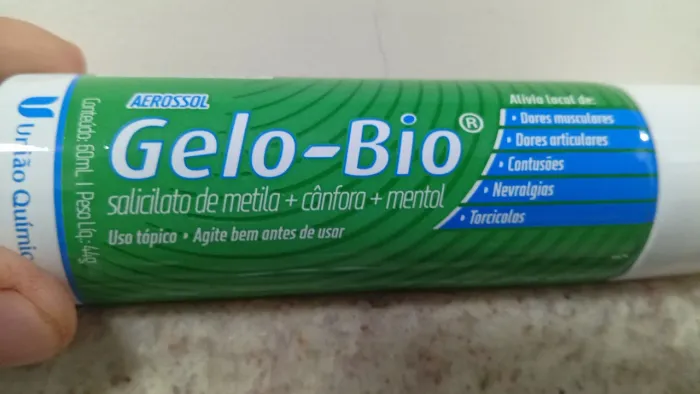 União Químic
Conteúdo: 60mL | Peso Líq.: 44g
AEROSSOL
Gelo-Bio®
salicilato de metila + cânfora + mentol
Uso tópico • Agite bem antes de usar
Alívio local de:
• Dores musculares
• Dores articulares
• Contusões
• Nevralgias
• Torcicolos